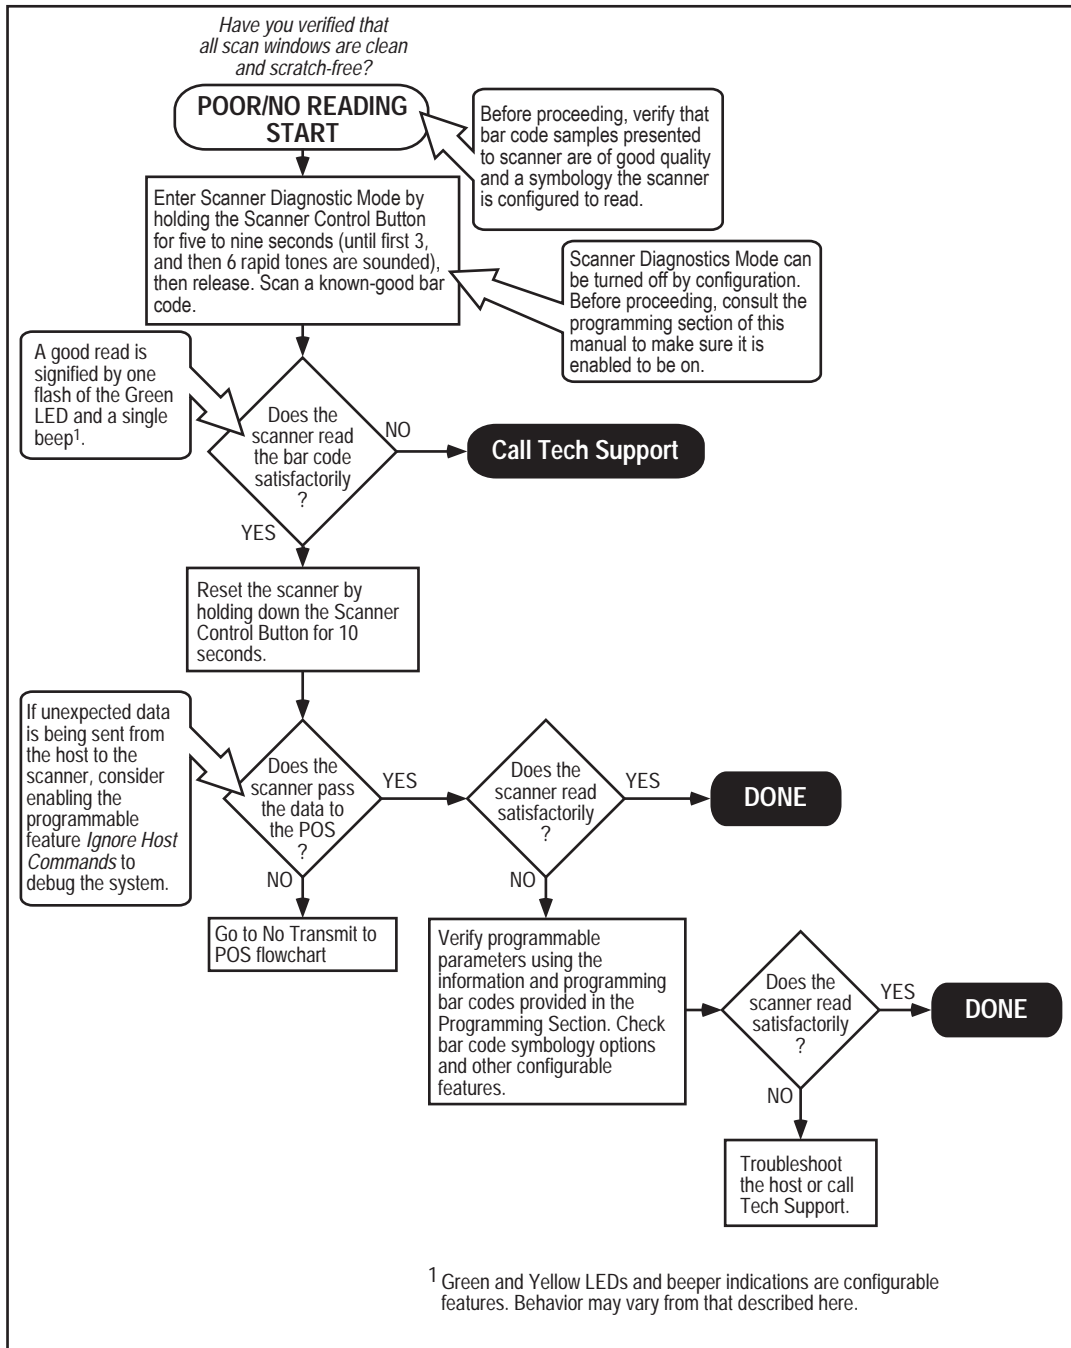 Have you verified that
all scan windows are clean
and scratch-free?
POOR/NO READING
START
Before proceeding, verify that
bar code samples presented
to scanner are of good quality
and a symbology the scanner
is configured to read.
Enter Scanner Diagnostic Mode by
holding the Scanner Control Button
for five to nine seconds (until first 3,
and then 6 rapid tones are sounded),
then release. Scan a known-good bar
code.
Scanner Diagnostics Mode can
be turned off by configuration.
Before proceeding, consult the
programming section of this
manual to make sure it is
enabled to be on.
A good read is
signified by one
flash of the Green
LED and a single
beep1.
Does the
scanner read
the bar code
satisfactorily
?
NO
Call Tech Support
YES
Reset the scanner by
holding down the Scanner
Control Button for 10
seconds.
If unexpected data
is being sent from
the host to the
scanner, consider
enabling the
programmable
feature Ignore Host
Commands to
debug the system.
Does the
scanner pass
the data to
the POS
?
YES
Does the
scanner read
satisfactorily
?
YES
DONE
NO
Go to No Transmit to
POS flowchart
NO
Verify programmable
parameters using the
information and programming
bar codes provided in the
Programming Section. Check
bar code symbology options
and other configurable
features.
Does the
scanner read
satisfactorily
?
YES
DONE
NO
Troubleshoot
the host or call
Tech Support.
1 Green and Yellow LEDs and beeper indications are configurable
features. Behavior may vary from that described here.